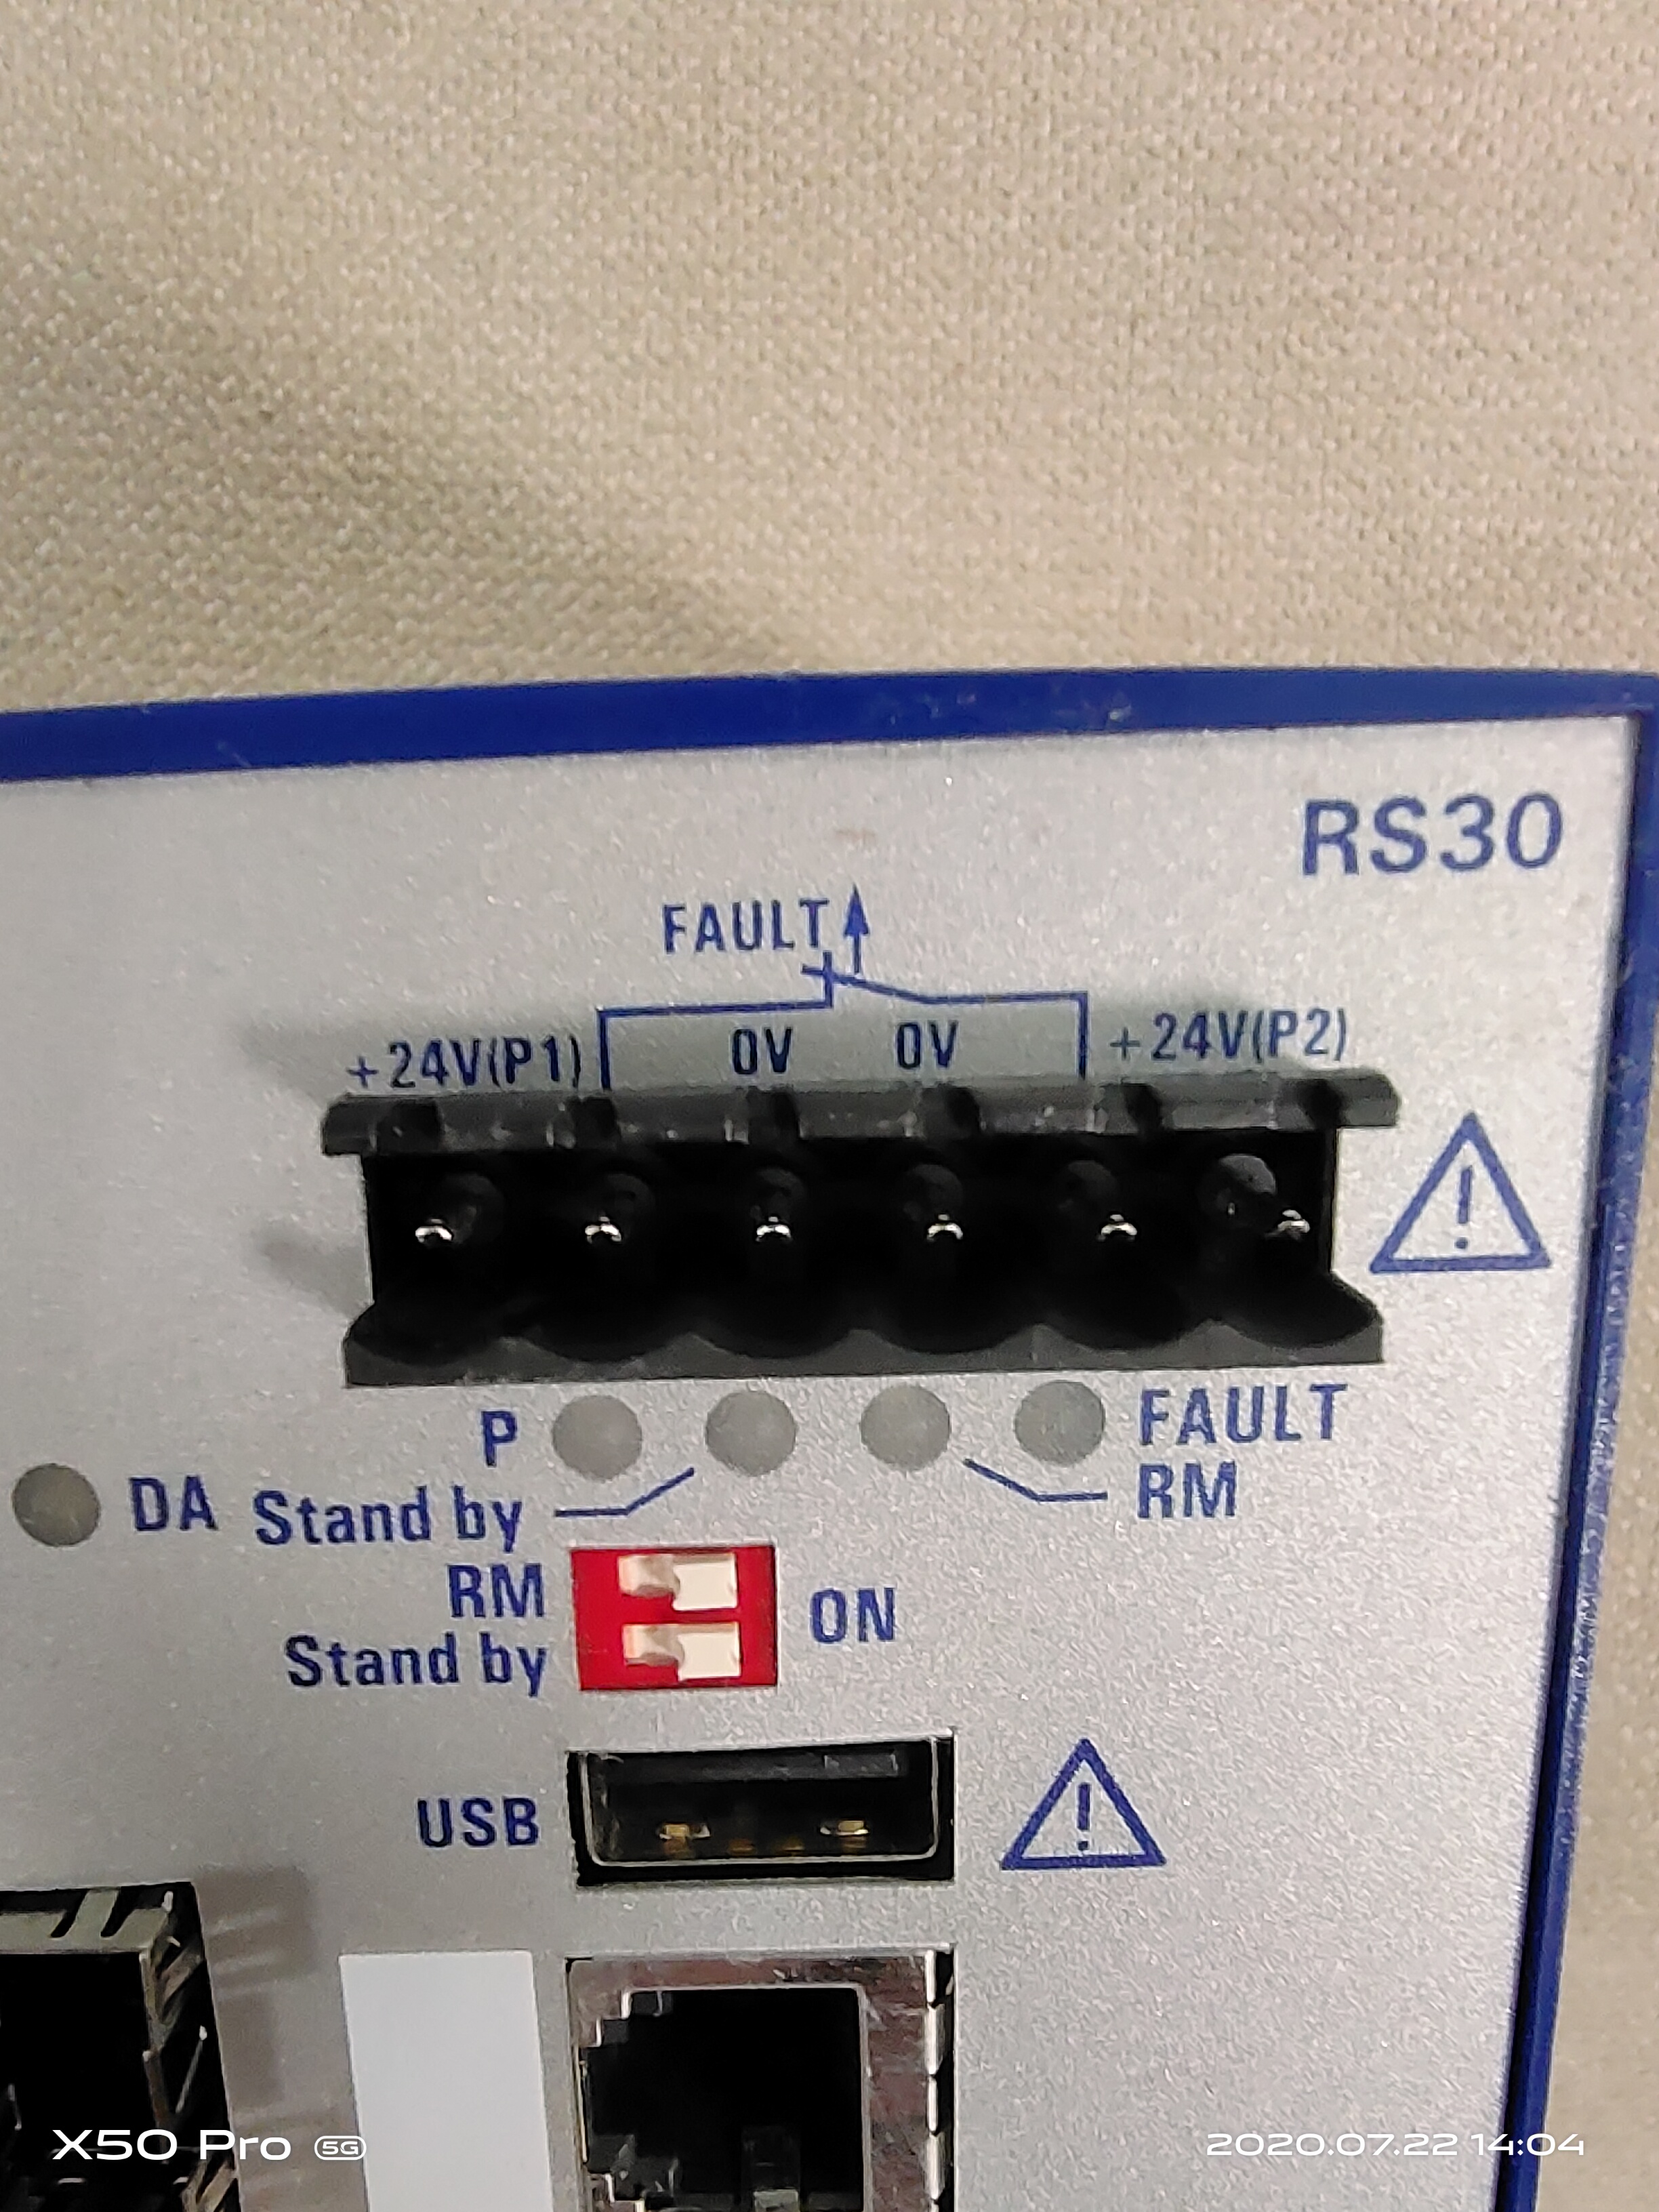 RS30
FAULT
+24V(P1) 0V 0V +24V(P2)
P FAULT
DA Stand by RM
RM
ON
Stand by
USB
X50 Pro 5G
2020.07.22 14:04